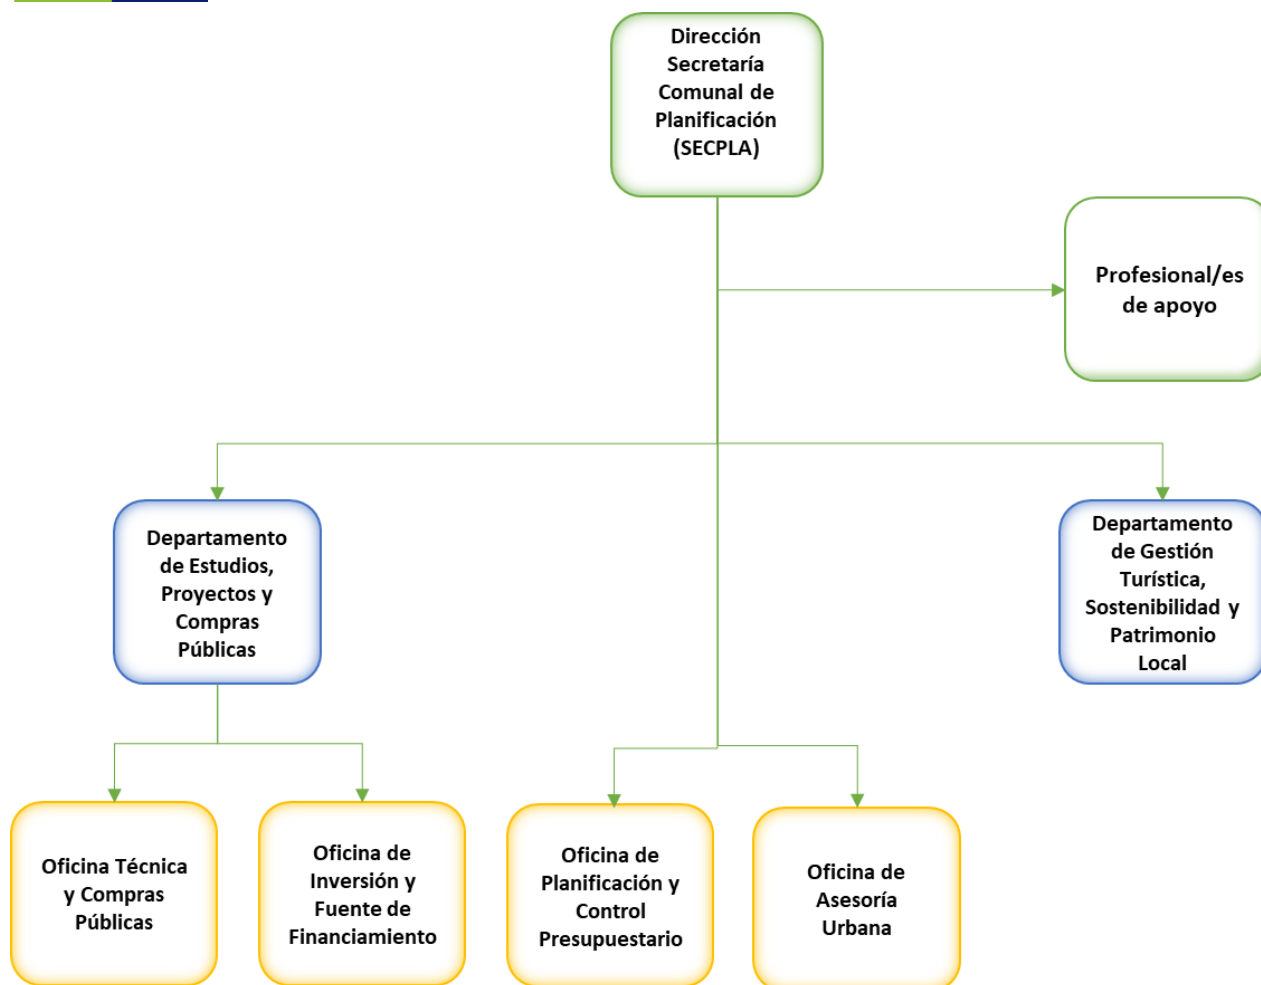 Dirección
Secretaría
Comunal de
Planificación
(SECPLA)
Profesional/es
de apoyo
Departamento
de Estudios,
Proyectos y
Compras
Públicas
Departamento
de Gestión
Turística,
Sostenibilidad y
Patrimonio
Local
Oficina Técnica
y Compras
Públicas
Oficina de
Inversión y
Fuente de
Financiamiento
Oficina de
Planificación y
Control
Presupuestario
Oficina de
Asesoría
Urbana